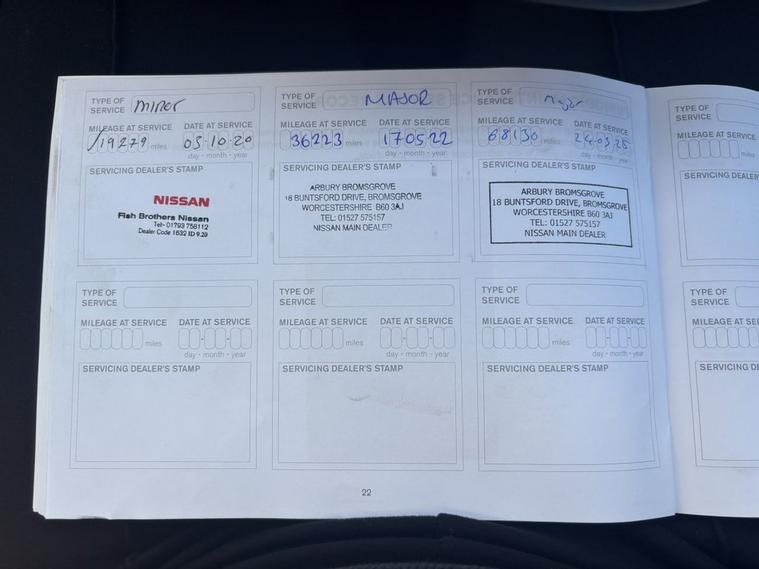 TYPE OF SERVICE minor
MILEAGE AT SERVICE DATE AT SERVICE
19279 miles 03-10-20
day - month - year
SERVICING DEALER'S STAMP
NISSAN
Fish Brothers Nissan
Tel- 01793 758112
Dealer Code 1632 ID 9.29
TYPE OF SERVICE MAJOR
MILEAGE AT SERVICE DATE AT SERVICE
36223 miles 170522
day - month - year
SERVICING DEALER'S STAMP
ARBURY BROMSGROVE
18 BUNTSFORD DRIVE, BROMSGROVE
WORCESTERSHIRE B60 3AJ
TEL: 01527 575157
NISSAN MAIN DEALER
TYPE OF SERVICE major
MILEAGE AT SERVICE DATE AT SERVICE
68130 miles 24-03-25
day - month - year
SERVICING DEALER'S STAMP
ARBURY BROMSGROVE
18 BUNTSFORD DRIVE, BROMSGROVE
WORCESTERSHIRE B60 3AJ
TEL: 01527 575157
NISSAN MAIN DEALER
TYPE OF SERVICE
MILEAGE AT SERVICE
miles
SERVICING DEALER'S
TYPE OF SERVICE
MILEAGE AT SERVICE DATE AT SERVICE
miles
day - month - year
SERVICING DEALER'S STAMP
TYPE OF SERVICE
MILEAGE AT SERVICE DATE AT SERVICE
miles
day - month - year
SERVICING DEALER'S STAMP
TYPE OF SERVICE
MILEAGE AT SERVICE DATE AT SERVICE
miles
day - month - year
SERVICING DEALER'S STAMP
TYPE OF SERVICE
MILEAGE AT SERVICE
miles
SERVICING
22